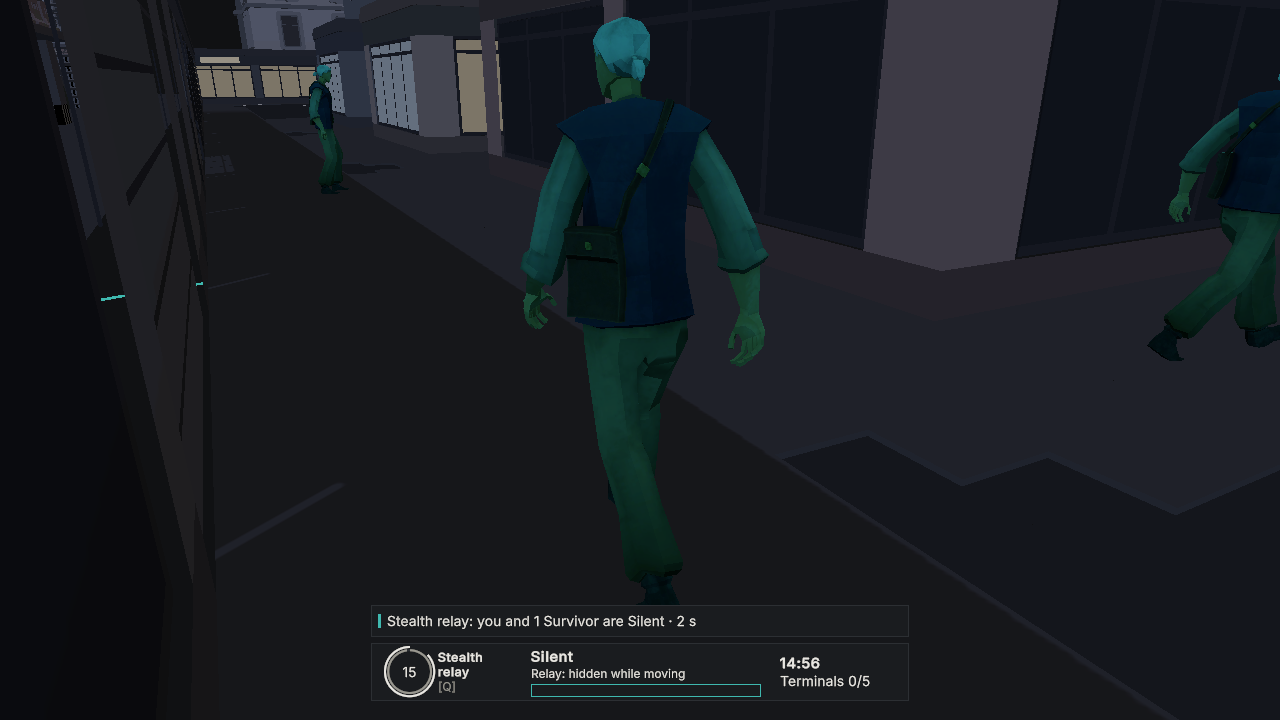 Stealth relay: you and 1 Survivor are Silent · 2 s
15
Stealth
relay
[Q]
Silent
Relay: hidden while moving
14:56
Terminals 0/5